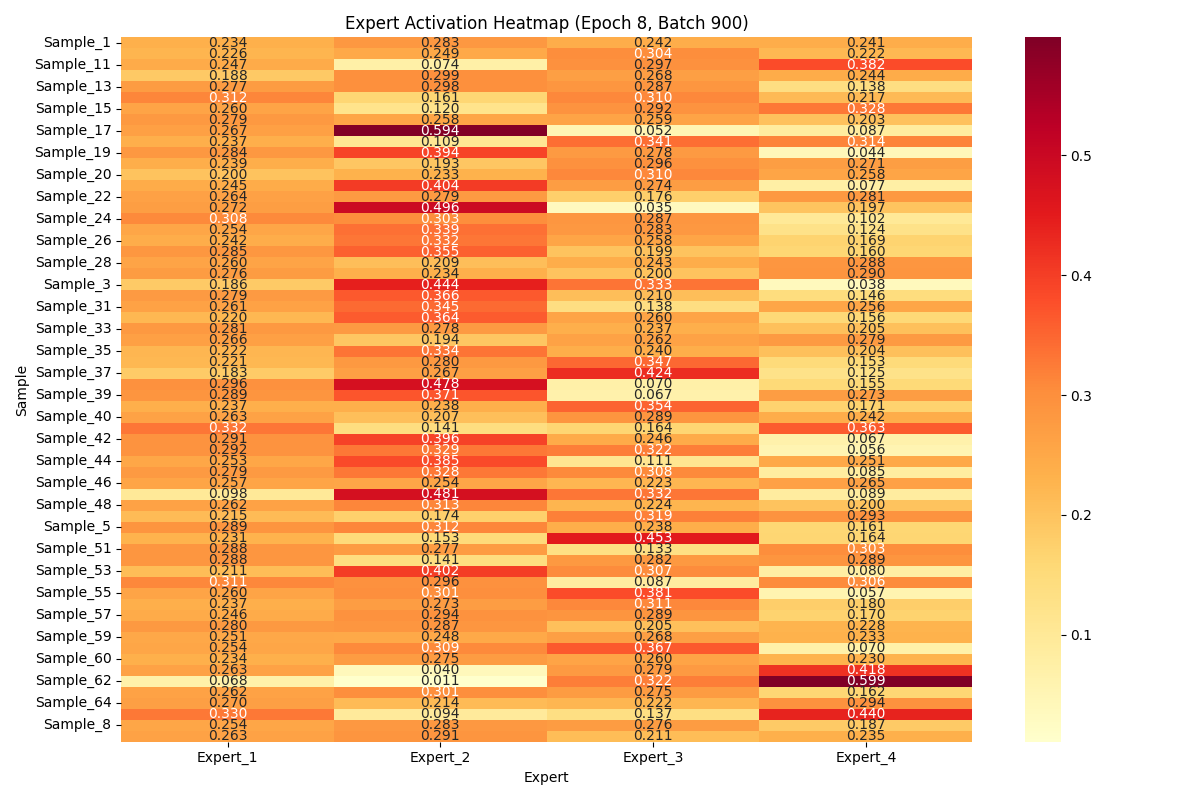 Expert Activation Heatmap (Epoch 8, Batch 900)
Sample_1 0.234 0.283 0.242 0.241
0.226 0.249 0.304 0.222
Sample_11 0.247 0.074 0.297 0.382
0.188 0.299 0.268 0.244
Sample_13 0.277 0.298 0.287 0.138
0.312 0.161 0.310 0.217
Sample_15 0.260 0.120 0.292 0.328
0.279 0.258 0.259 0.203
Sample_17 0.267 0.594 0.052 0.087
0.237 0.109 0.341 0.314
Sample_19 0.284 0.394 0.278 0.044
0.239 0.193 0.296 0.271
Sample_20 0.200 0.233 0.310 0.258
0.245 0.404 0.274 0.077
Sample_22 0.264 0.279 0.176 0.281
0.272 0.496 0.035 0.197
Sample_24 0.308 0.303 0.287 0.102
0.254 0.339 0.283 0.124
Sample_26 0.242 0.332 0.258 0.169
0.285 0.355 0.199 0.160
Sample_28 0.260 0.209 0.243 0.288
0.276 0.234 0.200 0.290
Sample_3 0.186 0.444 0.333 0.038
0.279 0.366 0.210 0.146
Sample_31 0.261 0.345 0.138 0.256
0.220 0.364 0.260 0.156
Sample_33 0.281 0.278 0.237 0.205
0.266 0.194 0.262 0.279
Sample_35 0.222 0.334 0.240 0.204
0.221 0.280 0.347 0.153
Sample_37 0.183 0.267 0.424 0.125
0.296 0.478 0.070 0.155
Sample_39 0.289 0.371 0.067 0.273
0.237 0.238 0.354 0.171
Sample_40 0.263 0.207 0.289 0.242
0.332 0.141 0.164 0.363
Sample_42 0.291 0.396 0.246 0.067
0.292 0.329 0.322 0.056
Sample_44 0.253 0.385 0.111 0.251
0.279 0.328 0.308 0.085
Sample_46 0.257 0.254 0.223 0.265
0.098 0.481 0.332 0.089
Sample_48 0.262 0.313 0.224 0.200
0.215 0.174 0.319 0.293
Sample_5 0.289 0.312 0.238 0.161
0.231 0.153 0.453 0.164
Sample_51 0.288 0.277 0.133 0.303
0.288 0.141 0.282 0.289
Sample_53 0.211 0.402 0.307 0.080
0.311 0.296 0.087 0.306
Sample_55 0.260 0.301 0.381 0.057
0.237 0.273 0.311 0.180
Sample_57 0.246 0.294 0.289 0.170
0.280 0.287 0.205 0.228
Sample_59 0.251 0.248 0.268 0.233
0.254 0.309 0.367 0.070
Sample_60 0.234 0.275 0.260 0.230
0.263 0.040 0.279 0.418
Sample_62 0.068 0.011 0.322 0.599
0.262 0.301 0.275 0.162
Sample_64 0.270 0.214 0.222 0.294
0.330 0.094 0.137 0.440
Sample_8 0.254 0.283 0.276 0.187
0.263 0.291 0.211 0.235
Expert_1 Expert_2 Expert_3 Expert_4
Expert
Sample
0.5
0.4
0.3
0.2
0.1